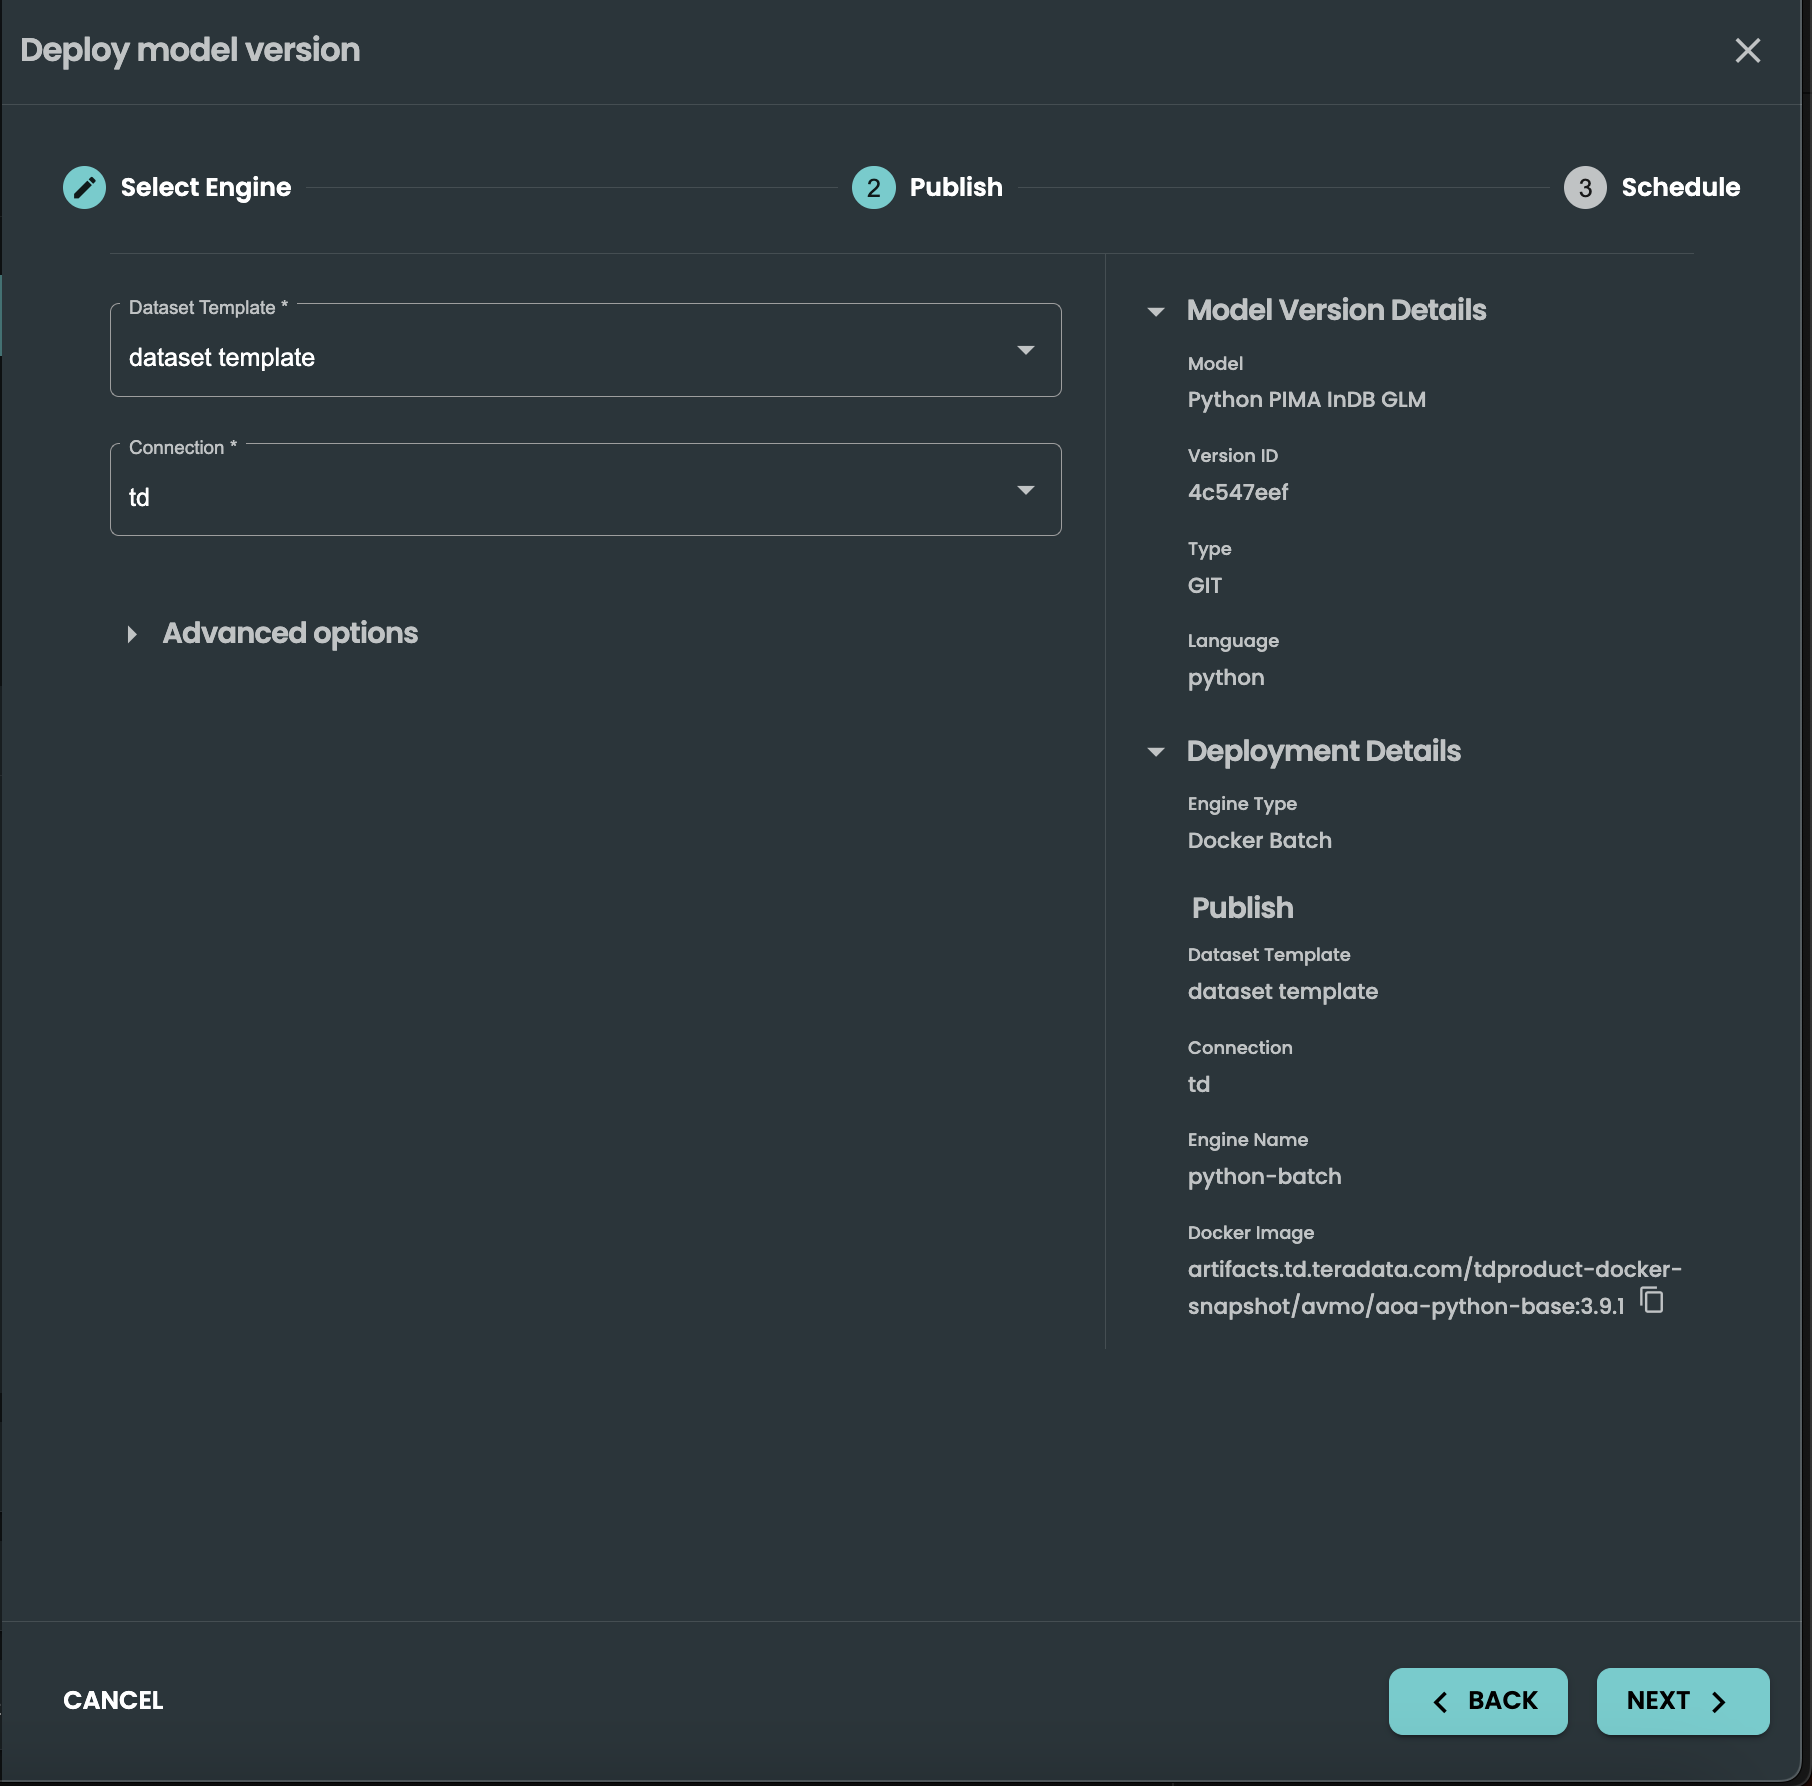 Deploy model version
Select Engine
2 Publish
3 Schedule
Dataset Template *
dataset template
Connection *
td
Advanced options
Model Version Details
Model
Python PIMA InDB GLM
Version ID
4c547eef
Type
GIT
Language
python
Deployment Details
Engine Type
Docker Batch
Publish
Dataset Template
dataset template
Connection
td
Engine Name
python-batch
Docker Image
artifacts.td.teradata.com/tdproduct-docker-
snapshot/avmo/aoa-python-base:3.9.1
CANCEL
BACK
NEXT